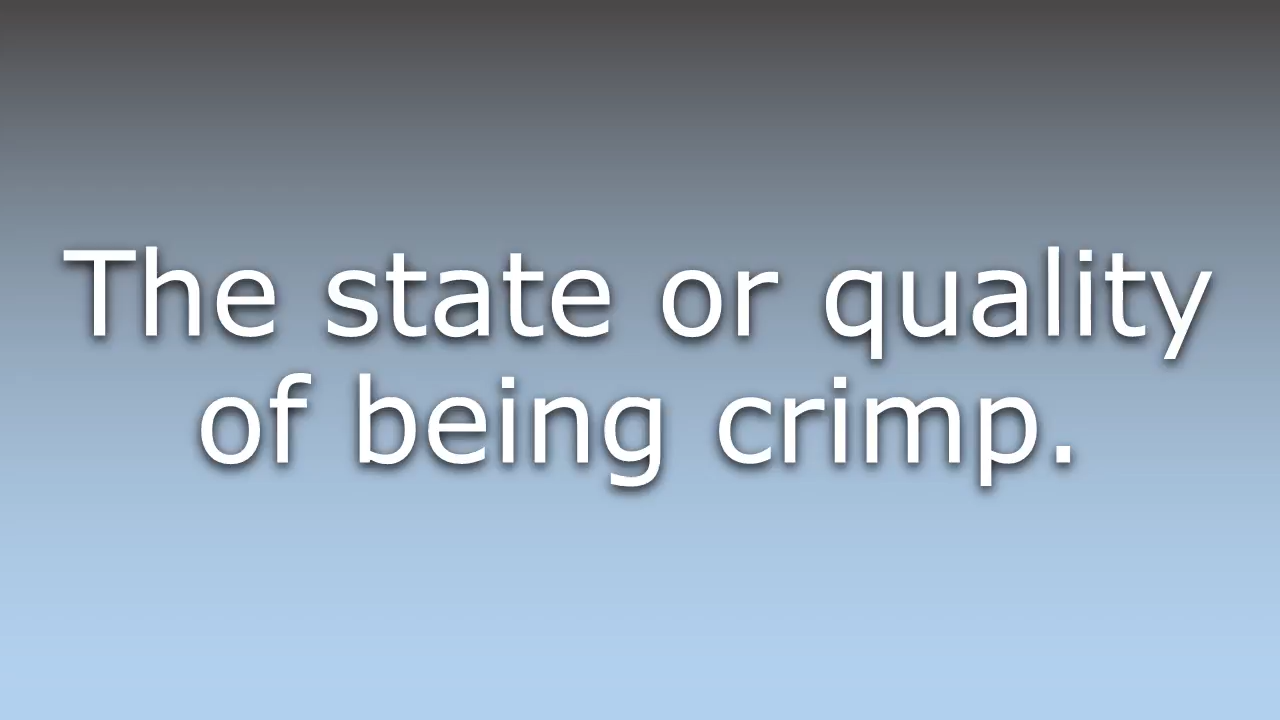 The state or quality
of being crimp.